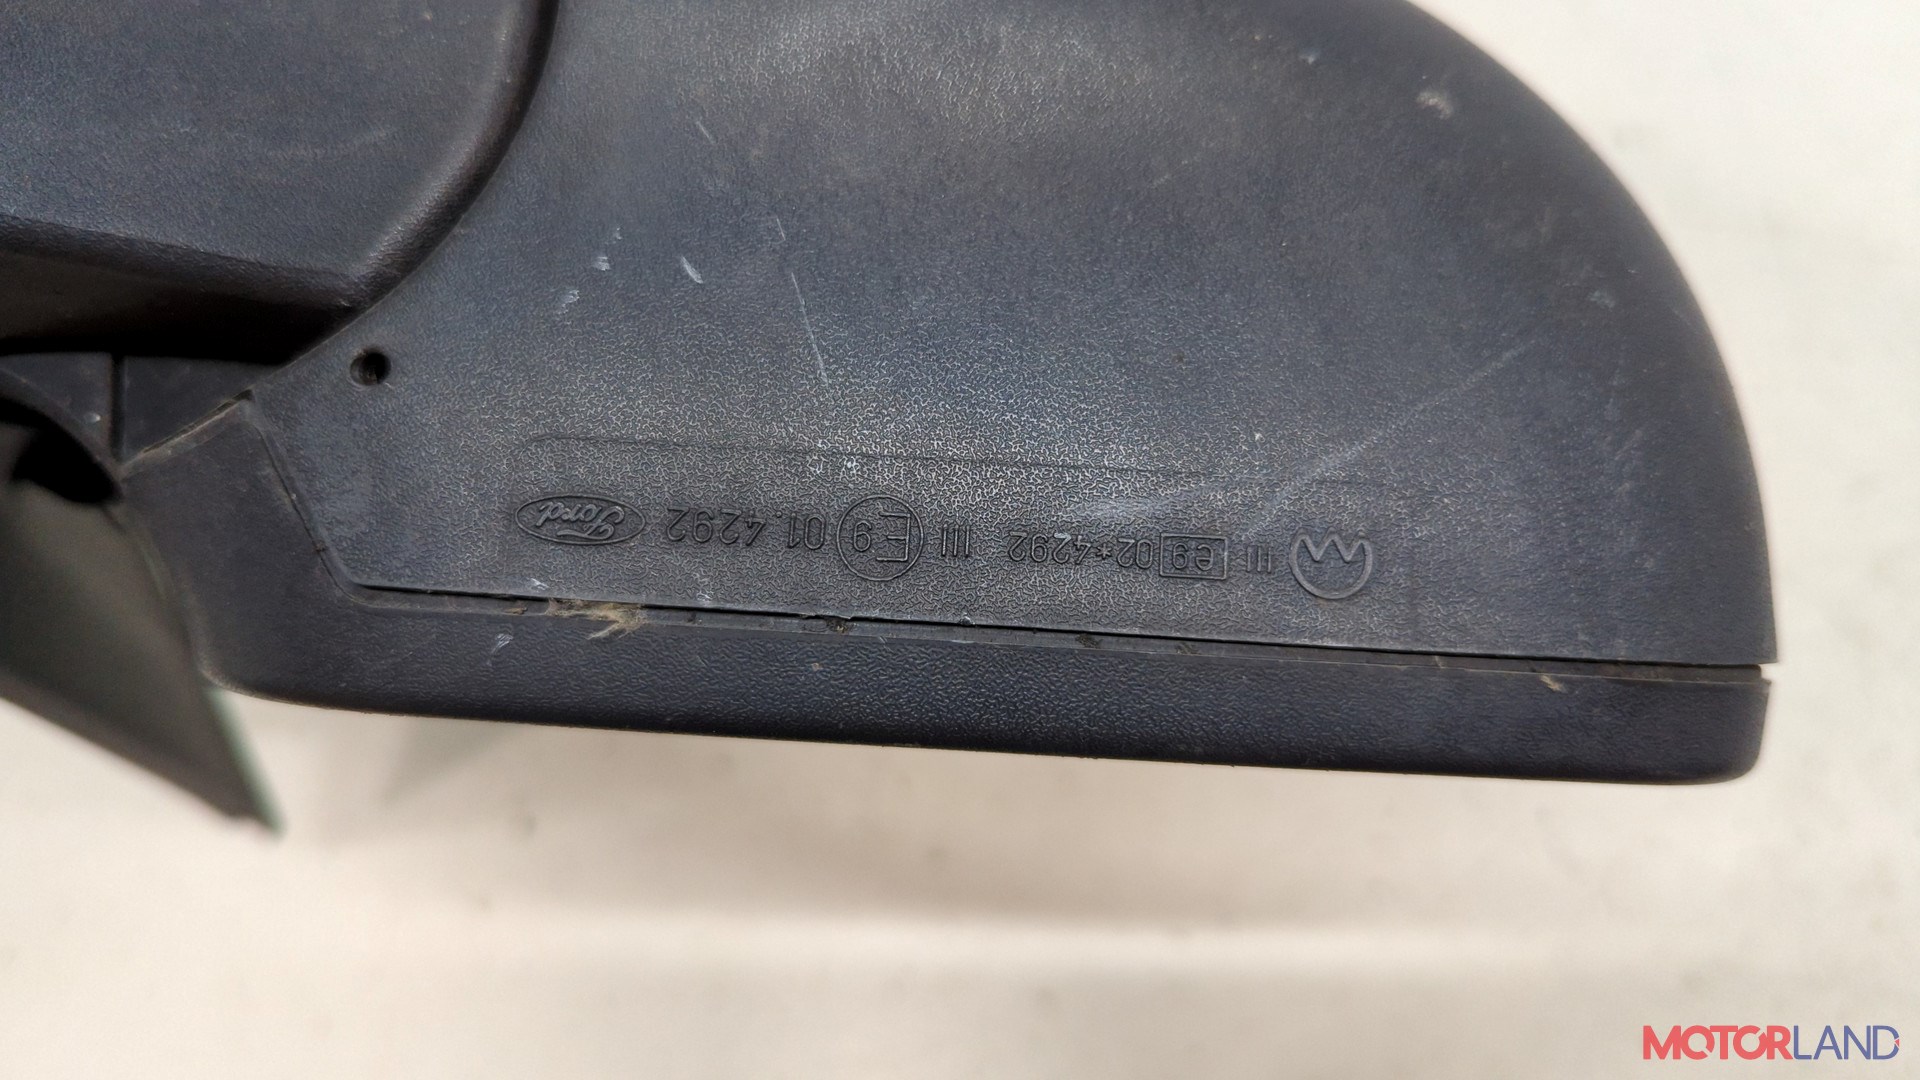 III e9 02*4292 III E9 01.4292 Ford
MOTORLAND